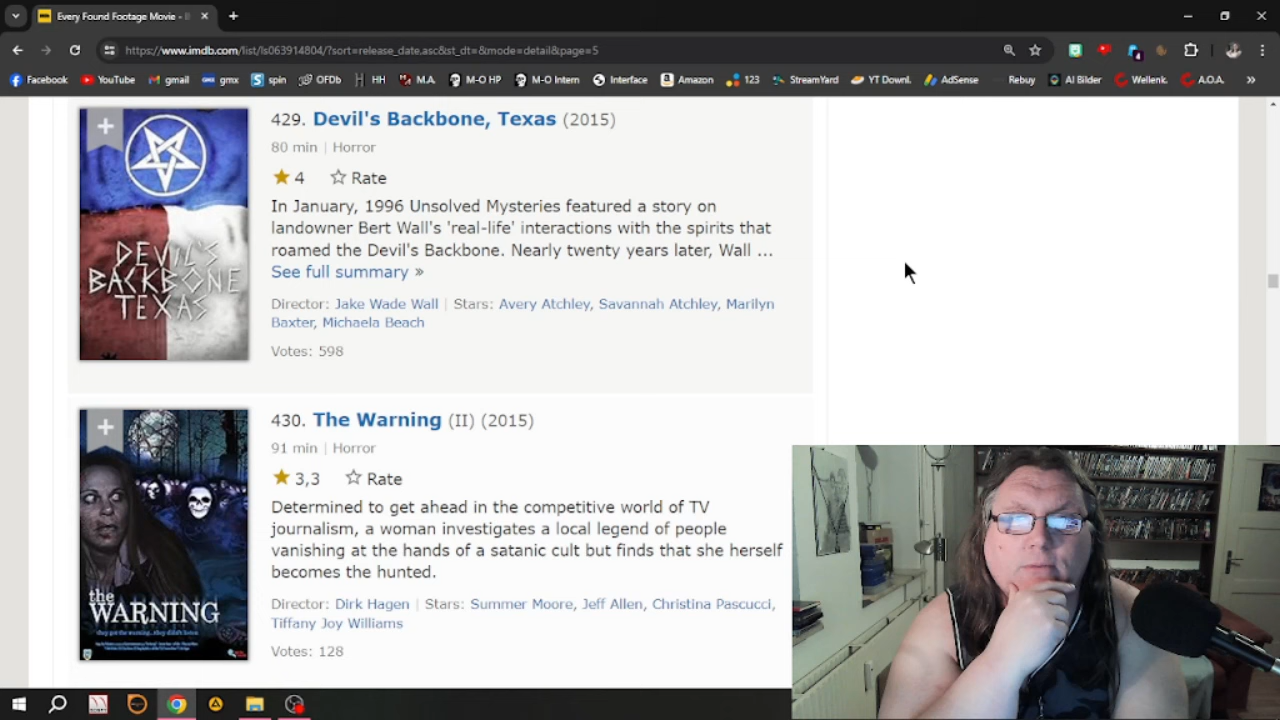 Every Found Footage Movie - I
https://www.imdb.com/list/ls063914804/?sort=release_date.asc&st_dt=&mode=detail&page=5
Facebook YouTube gmail gmx spin OFDb HH M.A. M-O HP M-O Intern Interface Amazon 123 StreamYard YT Downl. AdSense Rebuy AI Bilder Wellenk. A.O.A. »
429. Devil's Backbone, Texas (2015)
80 min | Horror
4 Rate
In January, 1996 Unsolved Mysteries featured a story on
landowner Bert Wall's 'real-life' interactions with the spirits that
roamed the Devil's Backbone. Nearly twenty years later, Wall ...
See full summary »
Director: Jake Wade Wall | Stars: Avery Atchley, Savannah Atchley, Marilyn
Baxter, Michaela Beach
Votes: 598
DEVIL'S
BACKBONE
TEXAS
430. The Warning (II) (2015)
91 min | Horror
3,3 Rate
Determined to get ahead in the competitive world of TV
journalism, a woman investigates a local legend of people
vanishing at the hands of a satanic cult but finds that she herself
becomes the hunted.
Director: Dirk Hagen | Stars: Summer Moore, Jeff Allen, Christina Pascucci,
Tiffany Joy Williams
Votes: 128
the
WARNING
they got the warning...they didn't listen